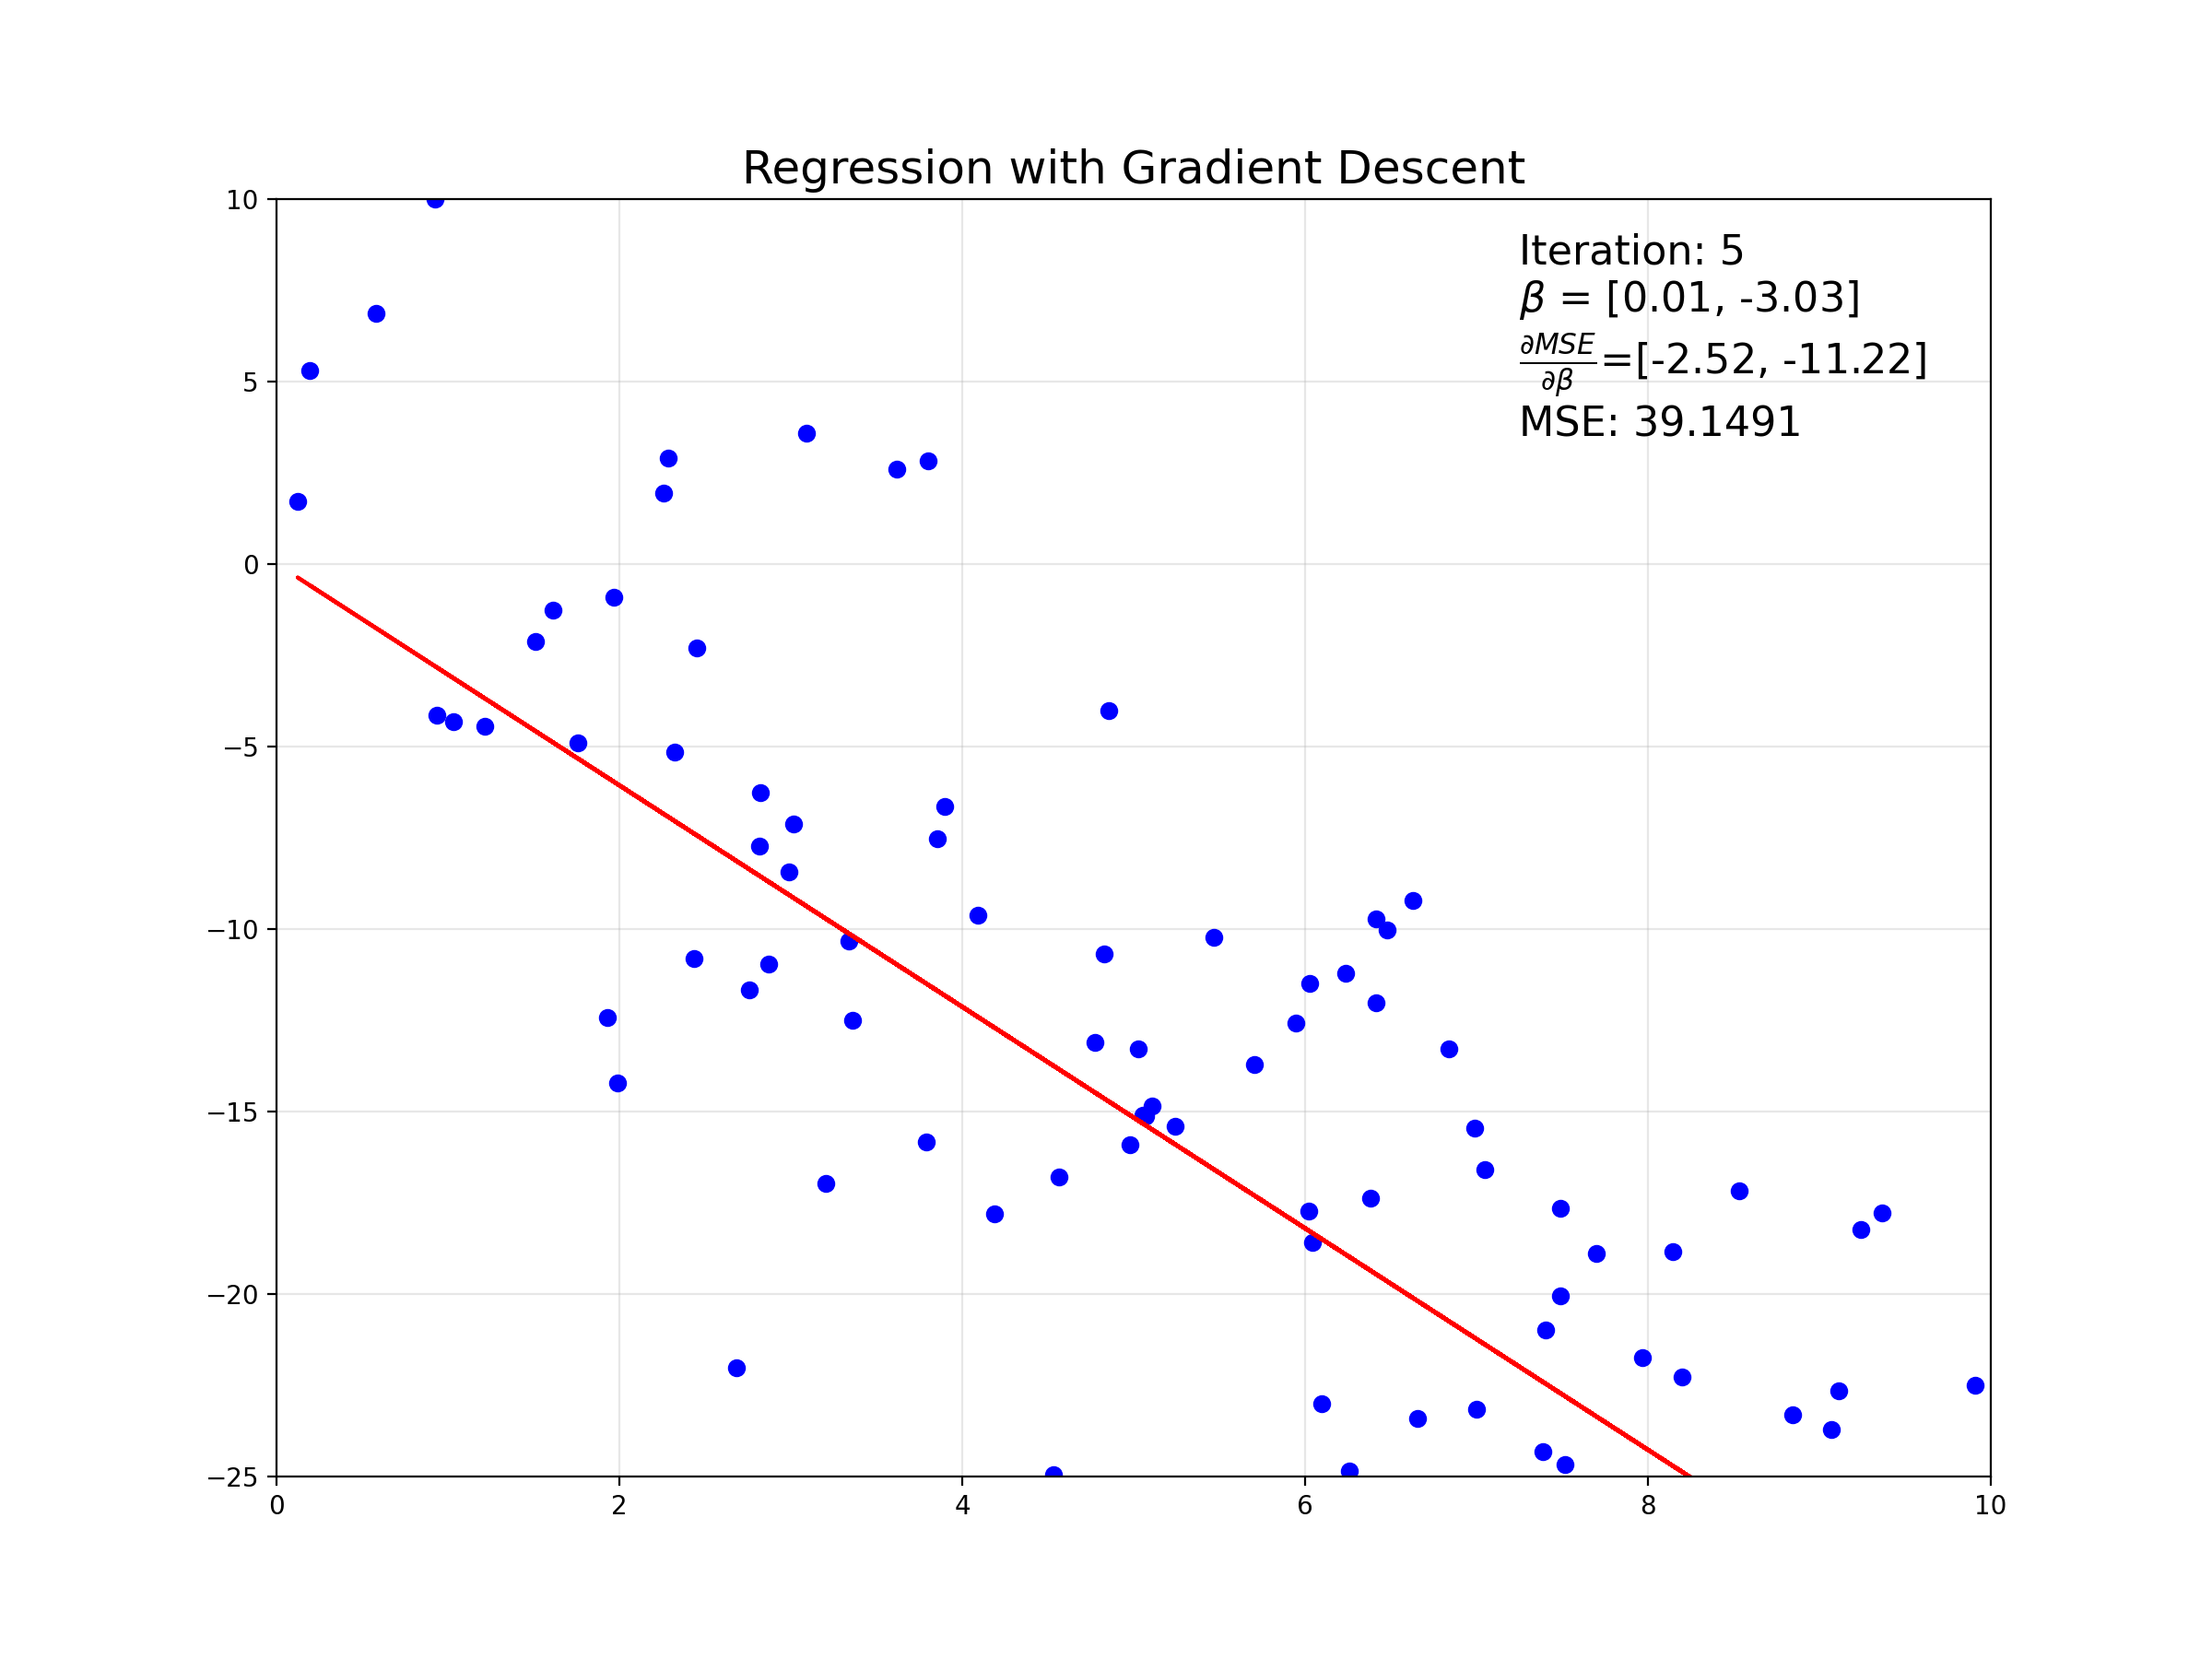 Regression with Gradient Descent
10
5
0
−5
−10
−15
−20
−25
0 2 4 6 8 10
Iteration: 5
β = [0.01, -3.03]
∂MSE/∂β=[-2.52, -11.22]
MSE: 39.1491